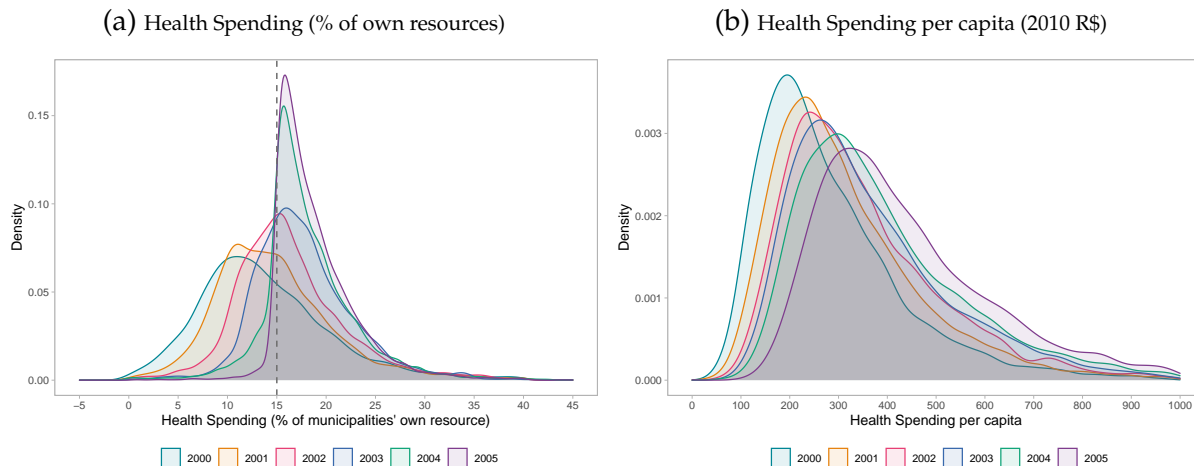 (a) Health Spending (% of own resources)
0.15
0.10
0.05
0.00
Density
−5 0 5 10 15 20 25 30 35 40 45
Health Spending (% of municipalities' own resource)
2000 2001 2002 2003 2004 2005
(b) Health Spending per capita (2010 R$)
0.003
0.002
0.001
0.000
Density
0 100 200 300 400 500 600 700 800 900 1000
Health Spending per capita
2000 2001 2002 2003 2004 2005